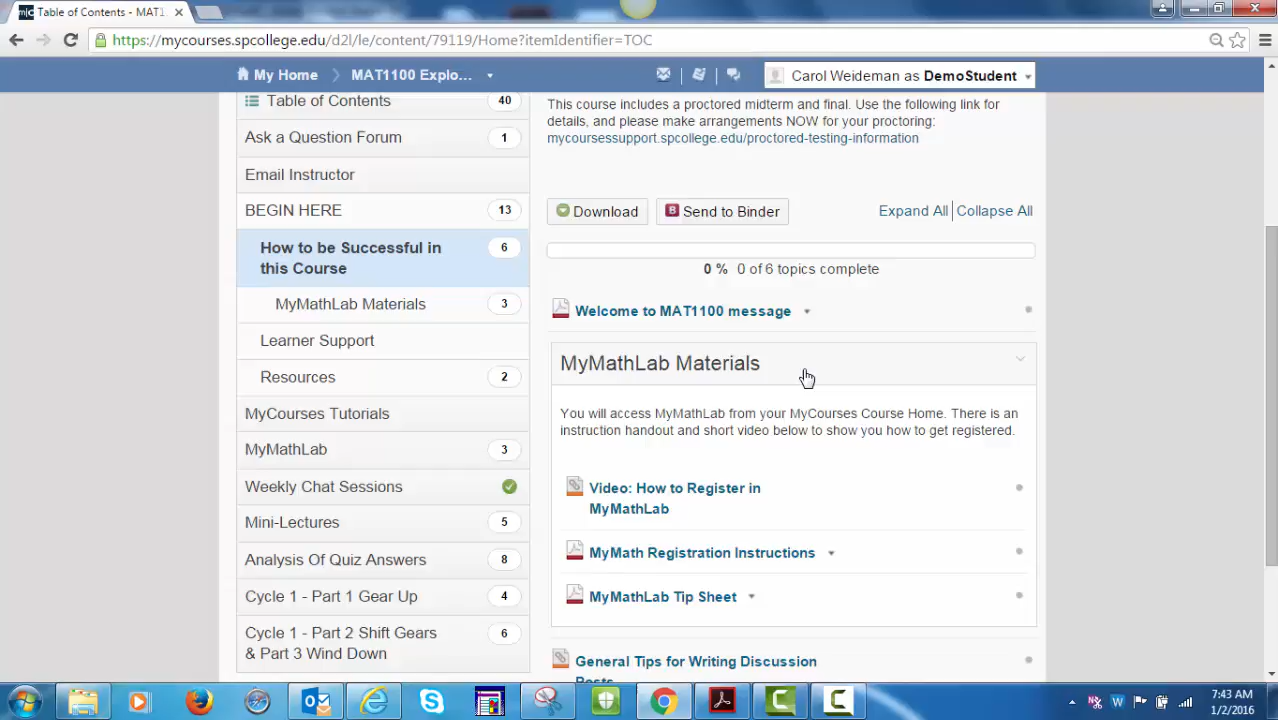 Table of Contents - MAT1
https://mycourses.spcollege.edu/d2l/le/content/79119/Home?itemIdentifier=TOC
My Home
MAT1100 Explo...
Carol Weideman as DemoStudent
Table of Contents 40
Ask a Question Forum 1
Email Instructor
BEGIN HERE 13
How to be Successful in 6
this Course
MyMathLab Materials 3
Learner Support
Resources 2
MyCourses Tutorials
MyMathLab 3
Weekly Chat Sessions
Mini-Lectures 5
Analysis Of Quiz Answers 8
Cycle 1 - Part 1 Gear Up 4
Cycle 1 - Part 2 Shift Gears 6
& Part 3 Wind Down
This course includes a proctored midterm and final. Use the following link for
details, and please make arrangements NOW for your proctoring:
mycoursessupport.spcollege.edu/proctored-testing-information
Download
Send to Binder
Expand All | Collapse All
0 % 0 of 6 topics complete
Welcome to MAT1100 message
MyMathLab Materials
You will access MyMathLab from your MyCourses Course Home. There is an
instruction handout and short video below to show you how to get registered.
Video: How to Register in
MyMathLab
MyMath Registration Instructions
MyMathLab Tip Sheet
General Tips for Writing Discussion
Posts
7:43 AM
1/2/2016